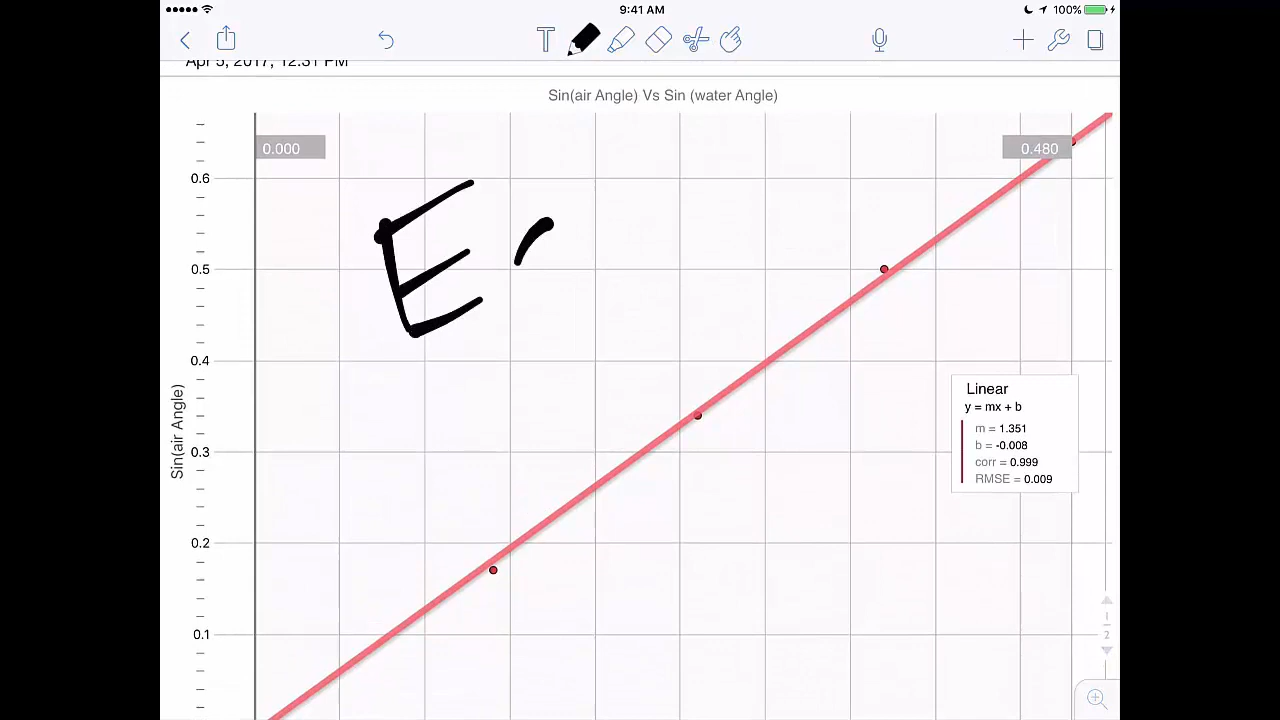 9:41 AM
100%
T
Apr 5, 2017, 12:31 PM
Sin(air Angle) Vs Sin (water Angle)
0.000
0.480
0.6
E
0.5
0.4
Sin(air Angle)
Linear
y = mx + b
m = 1.351
b = -0.008
corr = 0.999
RMSE = 0.009
0.3
0.2
0.1
1
2